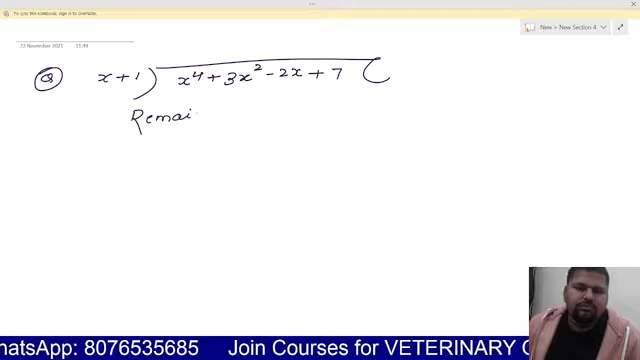 To use this notebook, sign in to OneNote.
New > New Section 4
22 November 2021 11:49
Q x + 1 ) x⁴ + 3x² - 2x + 7 (
Remai
hatsApp: 8076535685 Join Courses for VETERINARY